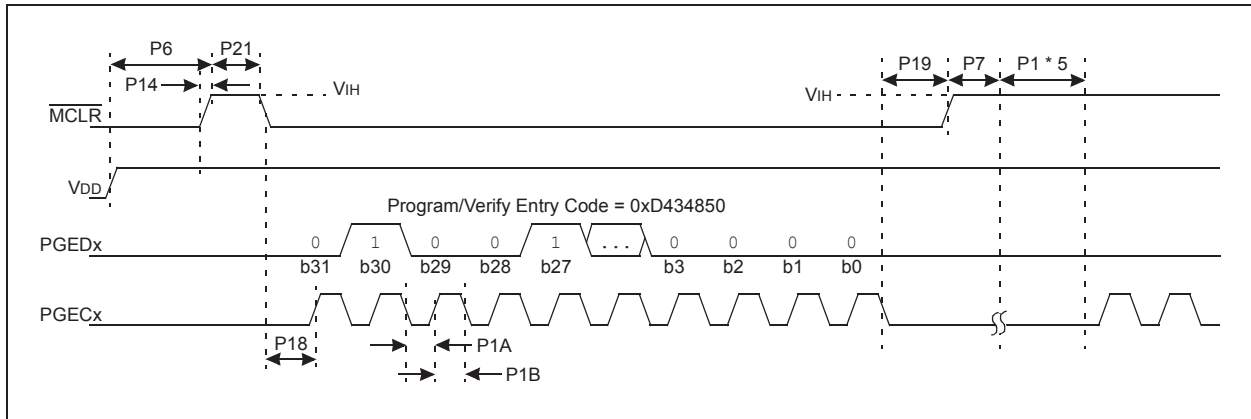 P6 P21 P19 P7 P1 * 5
P14
VIH VIH
MCLR
VDD
Program/Verify Entry Code = 0xD434850
PGEDx 0 1 0 0 1 ... 0 0 0 0
b31 b30 b29 b28 b27 b3 b2 b1 b0
PGECx
P18
P1A
P1B